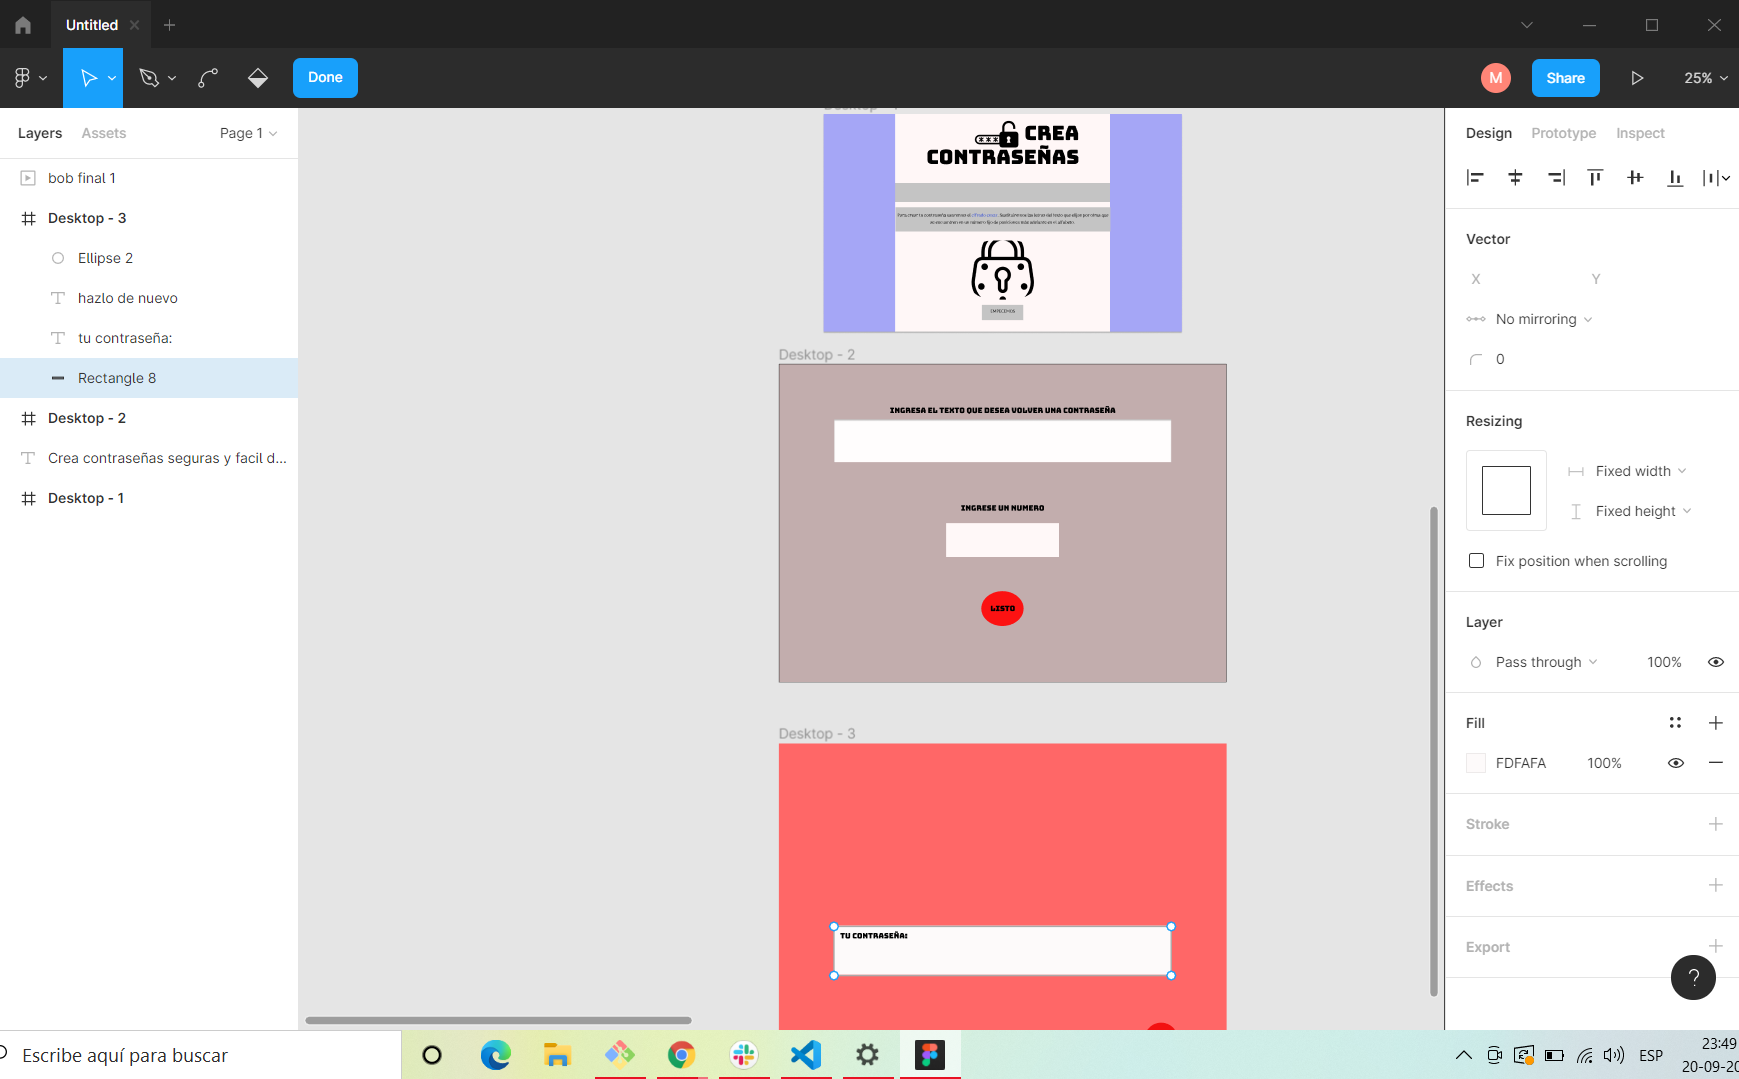 Untitled
Done
M
Share
25%
Layers
Assets
Page 1
Design
Prototype
Inspect
bob final 1
Desktop - 3
Ellipse 2
hazlo de nuevo
tu contraseña:
Rectangle 8
Desktop - 2
Crea contraseñas seguras y facil d...
Desktop - 1
***
CREA
CONTRASEÑAS
EMPECEMOS
Desktop - 2
INGRESA EL TEXTO QUE DESEA VOLVER UNA CONTRASEÑA
INGRESE UN NUMERO
LISTO
Desktop - 3
TU CONTRASEÑA:
Vector
X
Y
No mirroring
0
Resizing
Fixed width
Fixed height
Fix position when scrolling
Layer
Pass through
100%
Fill
FDFAFA
100%
Stroke
Effects
Export
?
Escribe aquí para buscar
ESP
23:49
20-09-20